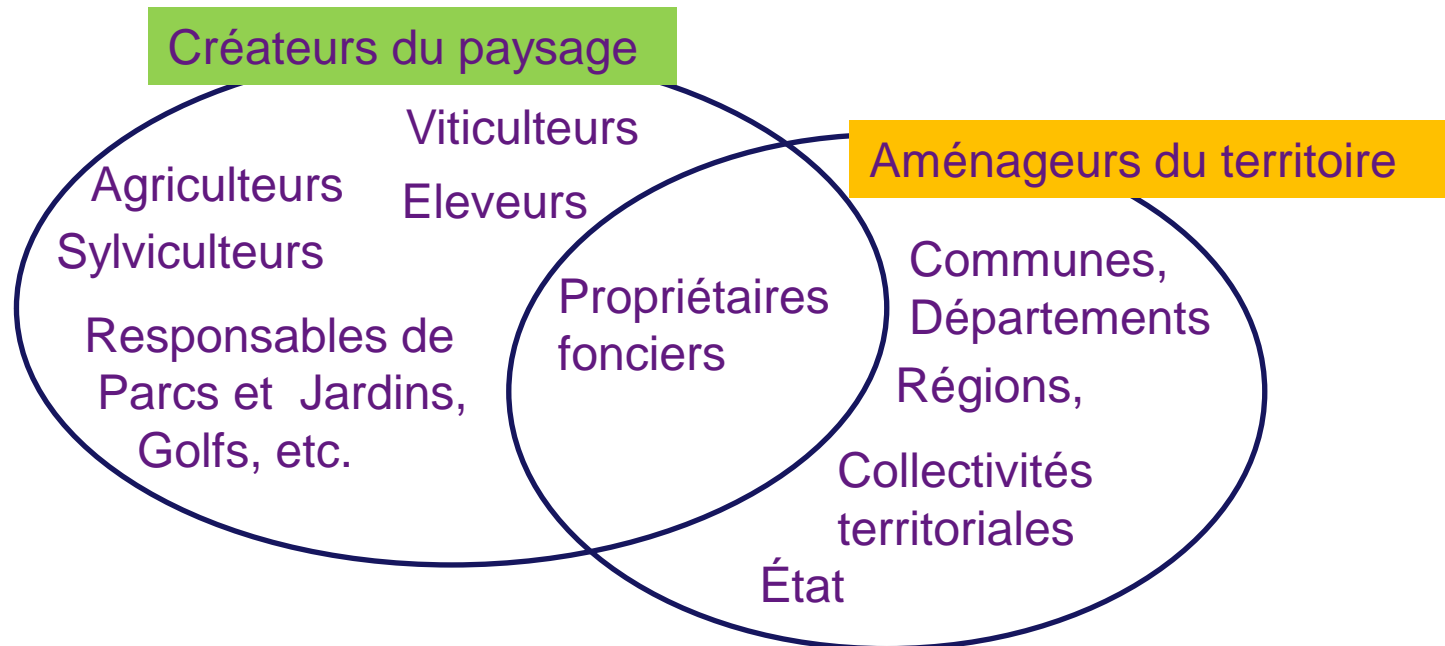 Créateurs du paysage
Viticulteurs
Agriculteurs
Eleveurs
Sylviculteurs
Responsables de
Parcs et Jardins,
Golfs, etc.
Propriétaires
fonciers
Aménageurs du territoire
Communes,
Départements
Régions,
Collectivités
territoriales
État